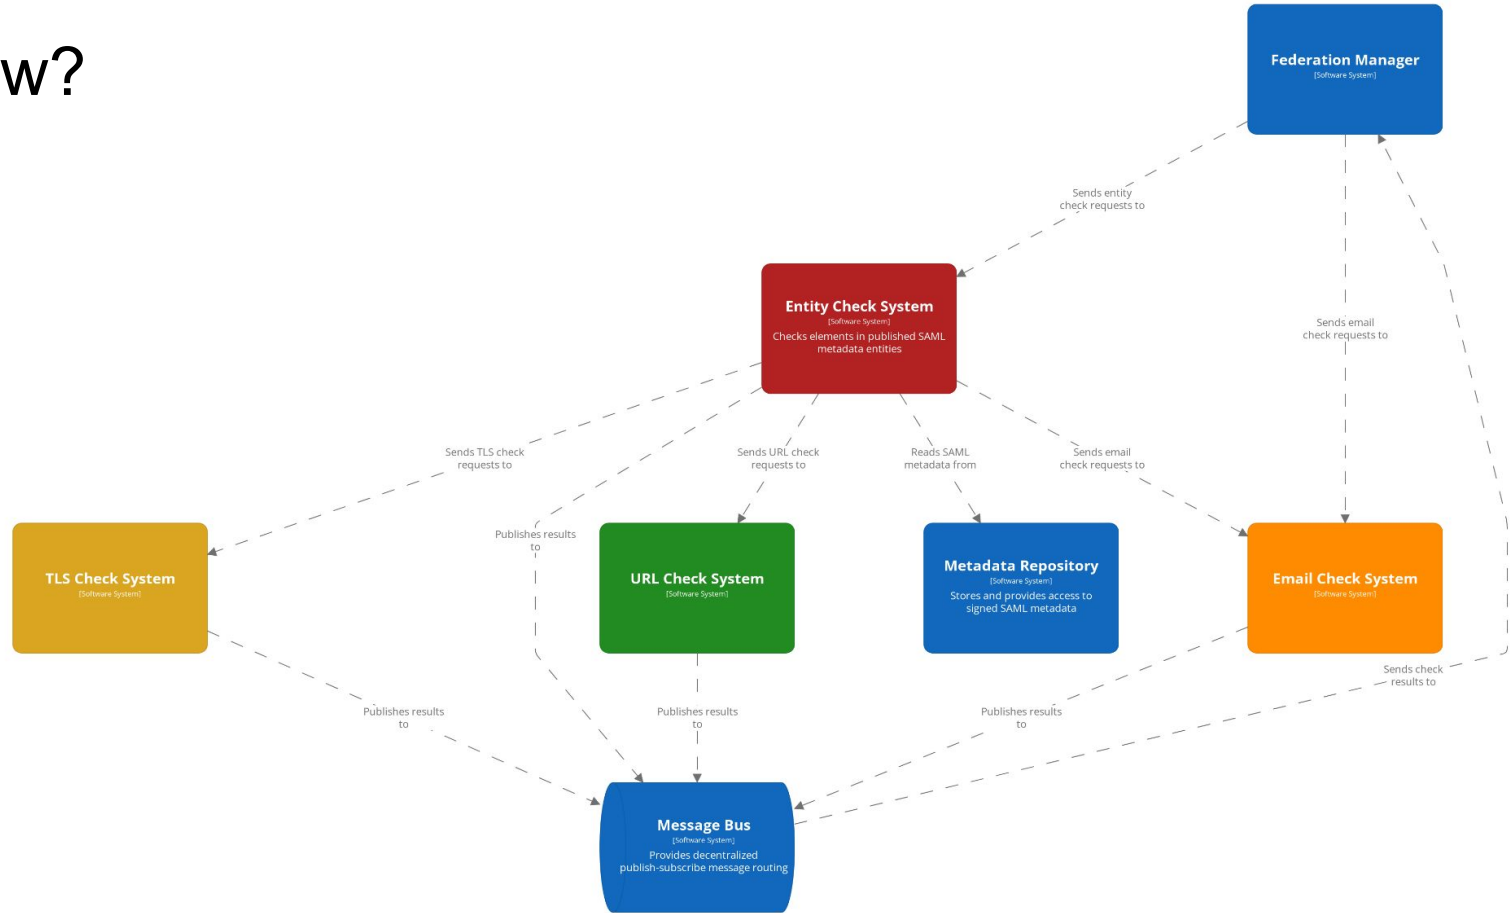 w?
Federation Manager
[Software System]
Sends entity
check requests to
Sends email
check requests to
Entity Check System
[Software System]
Checks elements in published SAML
metadata entities
Sends TLS check
requests to
Publishes results
to
Sends URL check
requests to
Reads SAML
metadata from
Sends email
check requests to
TLS Check System
[Software System]
URL Check System
[Software System]
Metadata Repository
[Software System]
Stores and provides access to
signed SAML metadata
Email Check System
[Software System]
Sends check
results to
Publishes results
to
Publishes results
to
Publishes results
to
Message Bus
[Software System]
Provides decentralized
publish-subscribe message routing